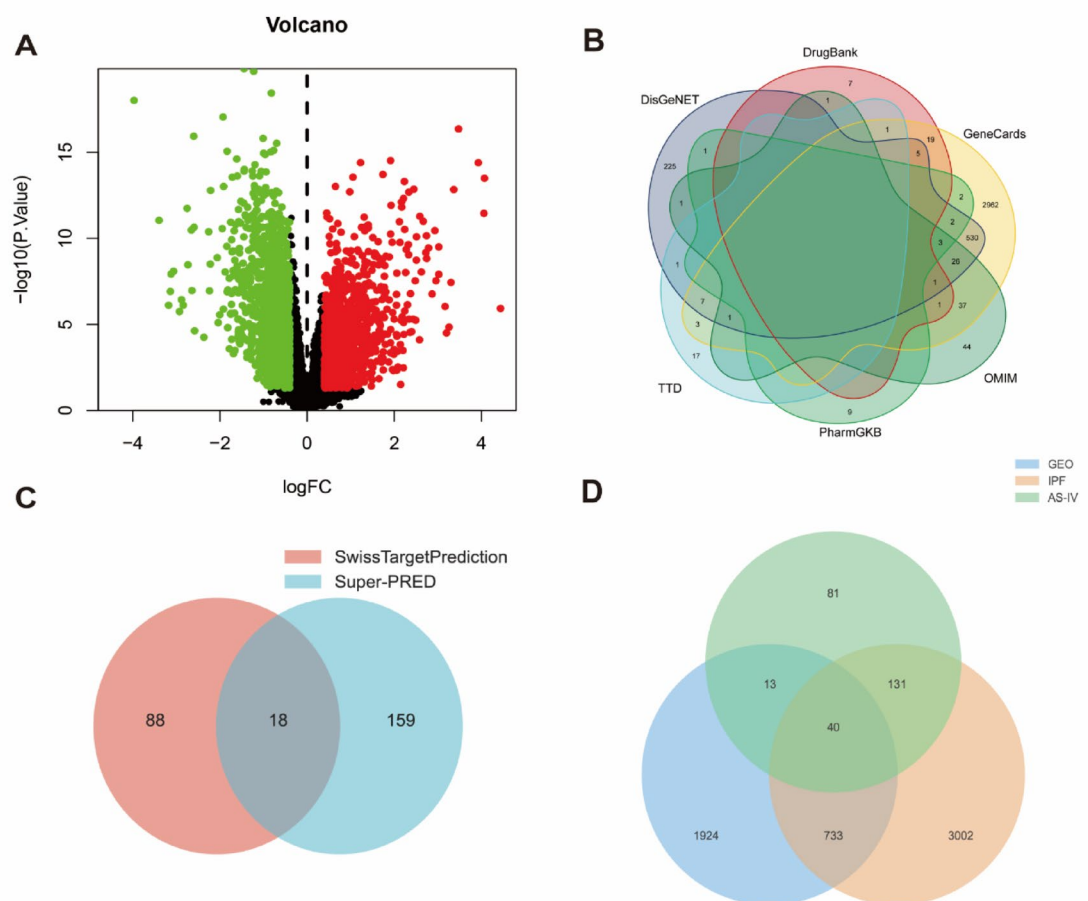 A
Volcano
−log10(P.Value)
15
10
5
0
−4
−2
0
2
4
logFC
B
DrugBank
DisGeNET
GeneCards
7
1
1
19
5
1
225
2
2962
2
1
530
3
28
1
1
1
37
7
3
1
44
17
OMIM
TTD
9
PharmGKB
C
SwissTargetPrediction
Super-PRED
88
18
159
D
GEO
IPF
AS-IV
81
13
131
40
1924
733
3002